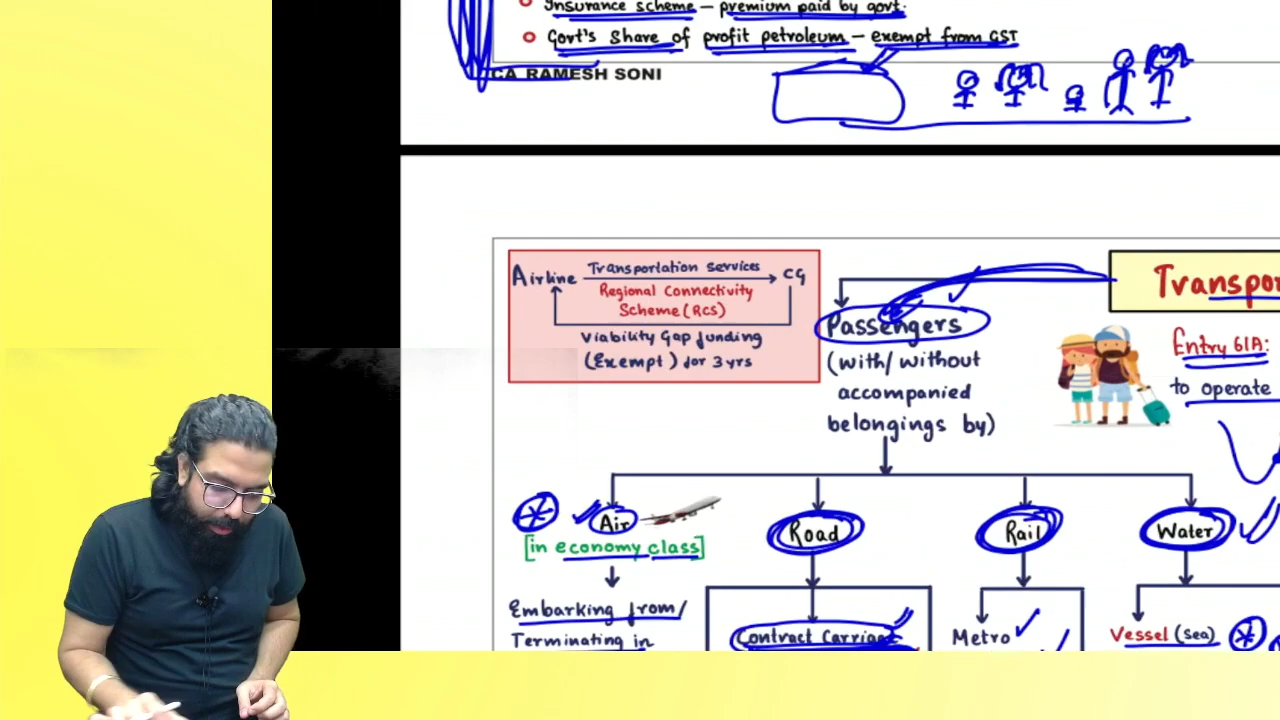 Insurance scheme – premium paid by govt.
Govt's share of profit petroleum – exempt from GST
CA RAMESH SONI
Airline Transportation services CG
Regional Connectivity
Scheme (RCS)
Viability Gap funding
(Exempt) for 3 yrs
Passengers
(with/ without
accompanied
belongings by)
Transpor
Entry 61A:
to operate
Air
[in economy class]
Embarking from/
Terminating in
Road
Contract Carriage
Rail
Metro
Water
Vessel (sea)